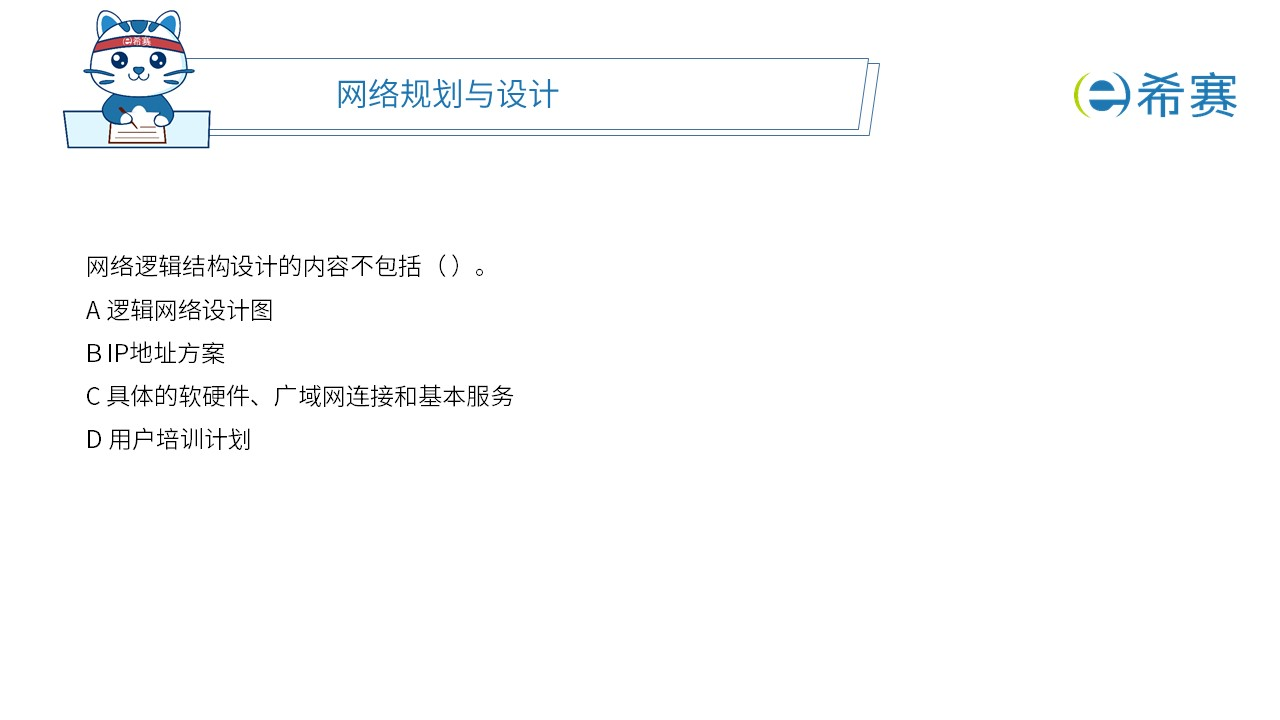 希赛
网络规划与设计
希赛
网络逻辑结构设计的内容不包括（ ）。
A 逻辑网络设计图
B IP地址方案
C 具体的软硬件、广域网连接和基本服务
D 用户培训计划